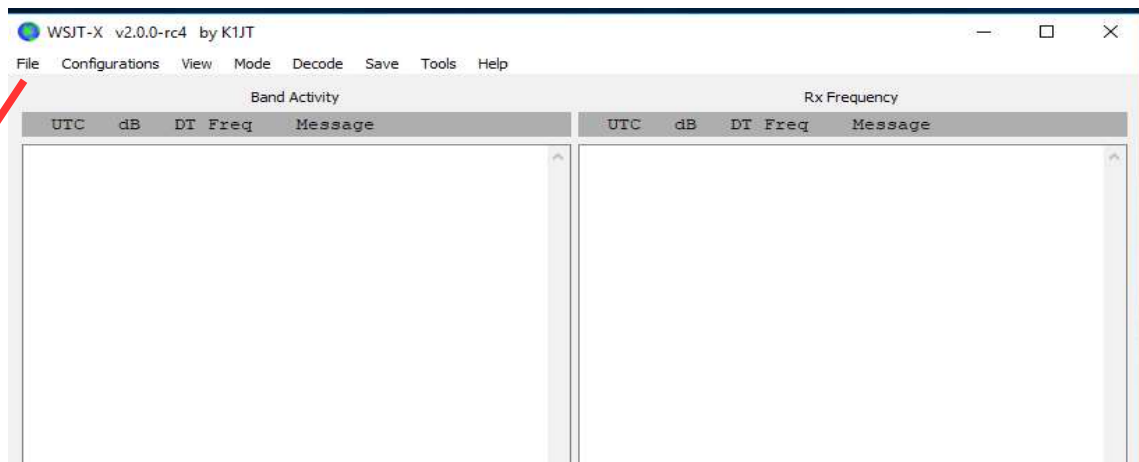 WSJT-X v2.0.0-rc4 by K1JT
File Configurations View Mode Decode Save Tools Help
Band Activity
Rx Frequency
UTC dB DT Freq Message
UTC dB DT Freq Message